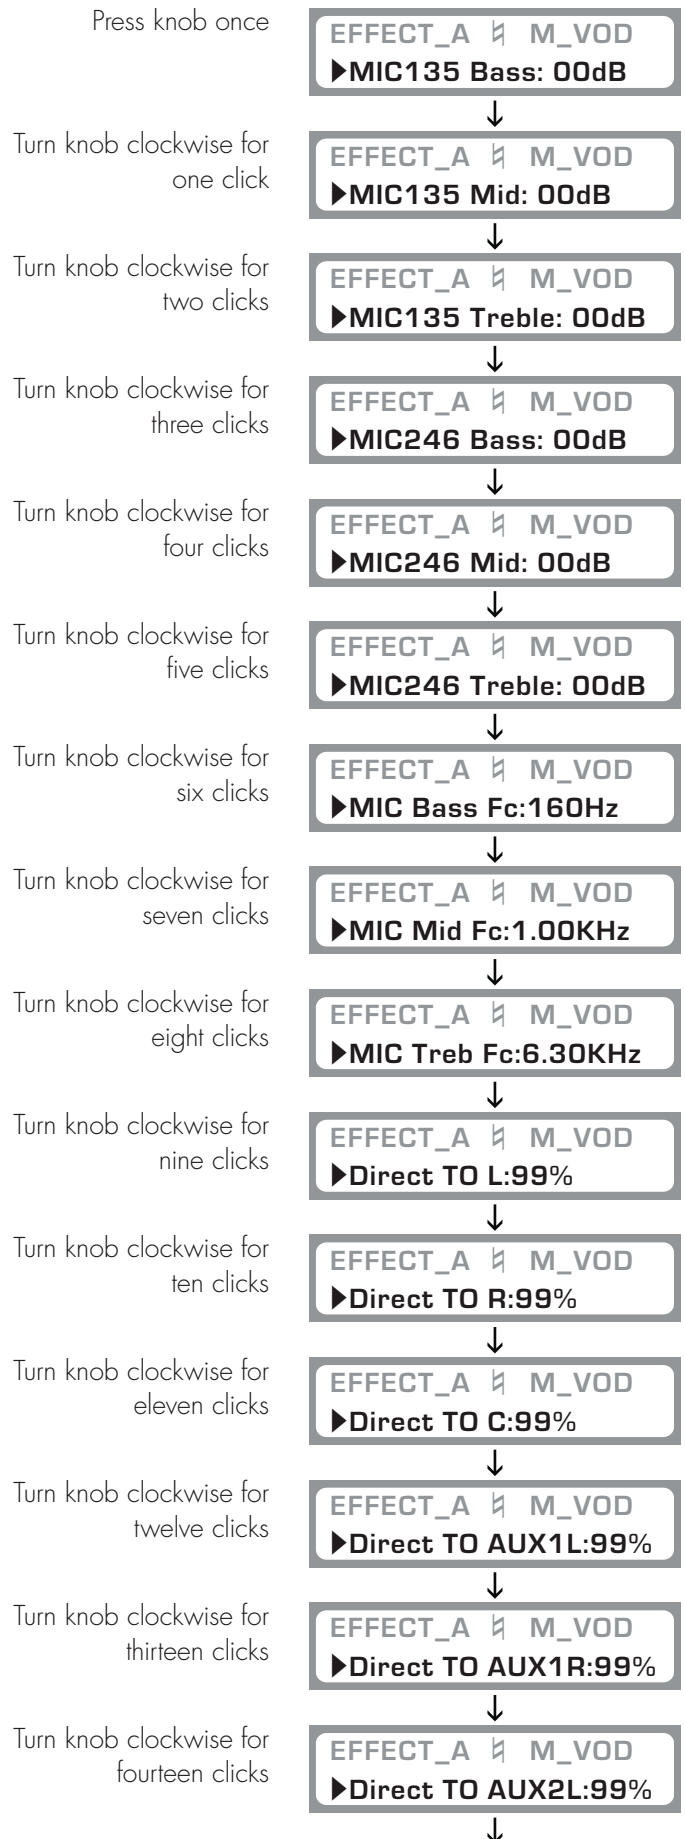 Press knob once
EFFECT_A ♮ M_VOD
▶MIC135 Bass: 00dB
↓
Turn knob clockwise for
one click
EFFECT_A ♮ M_VOD
▶MIC135 Mid: 00dB
↓
Turn knob clockwise for
two clicks
EFFECT_A ♮ M_VOD
▶MIC135 Treble: 00dB
↓
Turn knob clockwise for
three clicks
EFFECT_A ♮ M_VOD
▶MIC246 Bass: 00dB
↓
Turn knob clockwise for
four clicks
EFFECT_A ♮ M_VOD
▶MIC246 Mid: 00dB
↓
Turn knob clockwise for
five clicks
EFFECT_A ♮ M_VOD
▶MIC246 Treble: 00dB
↓
Turn knob clockwise for
six clicks
EFFECT_A ♮ M_VOD
▶MIC Bass Fc:160Hz
↓
Turn knob clockwise for
seven clicks
EFFECT_A ♮ M_VOD
▶MIC Mid Fc:1.00KHz
↓
Turn knob clockwise for
eight clicks
EFFECT_A ♮ M_VOD
▶MIC Treb Fc:6.30KHz
↓
Turn knob clockwise for
nine clicks
EFFECT_A ♮ M_VOD
▶Direct TO L:99%
↓
Turn knob clockwise for
ten clicks
EFFECT_A ♮ M_VOD
▶Direct TO R:99%
↓
Turn knob clockwise for
eleven clicks
EFFECT_A ♮ M_VOD
▶Direct TO C:99%
↓
Turn knob clockwise for
twelve clicks
EFFECT_A ♮ M_VOD
▶Direct TO AUX1L:99%
↓
Turn knob clockwise for
thirteen clicks
EFFECT_A ♮ M_VOD
▶Direct TO AUX1R:99%
↓
Turn knob clockwise for
fourteen clicks
EFFECT_A ♮ M_VOD
▶Direct TO AUX2L:99%
↓